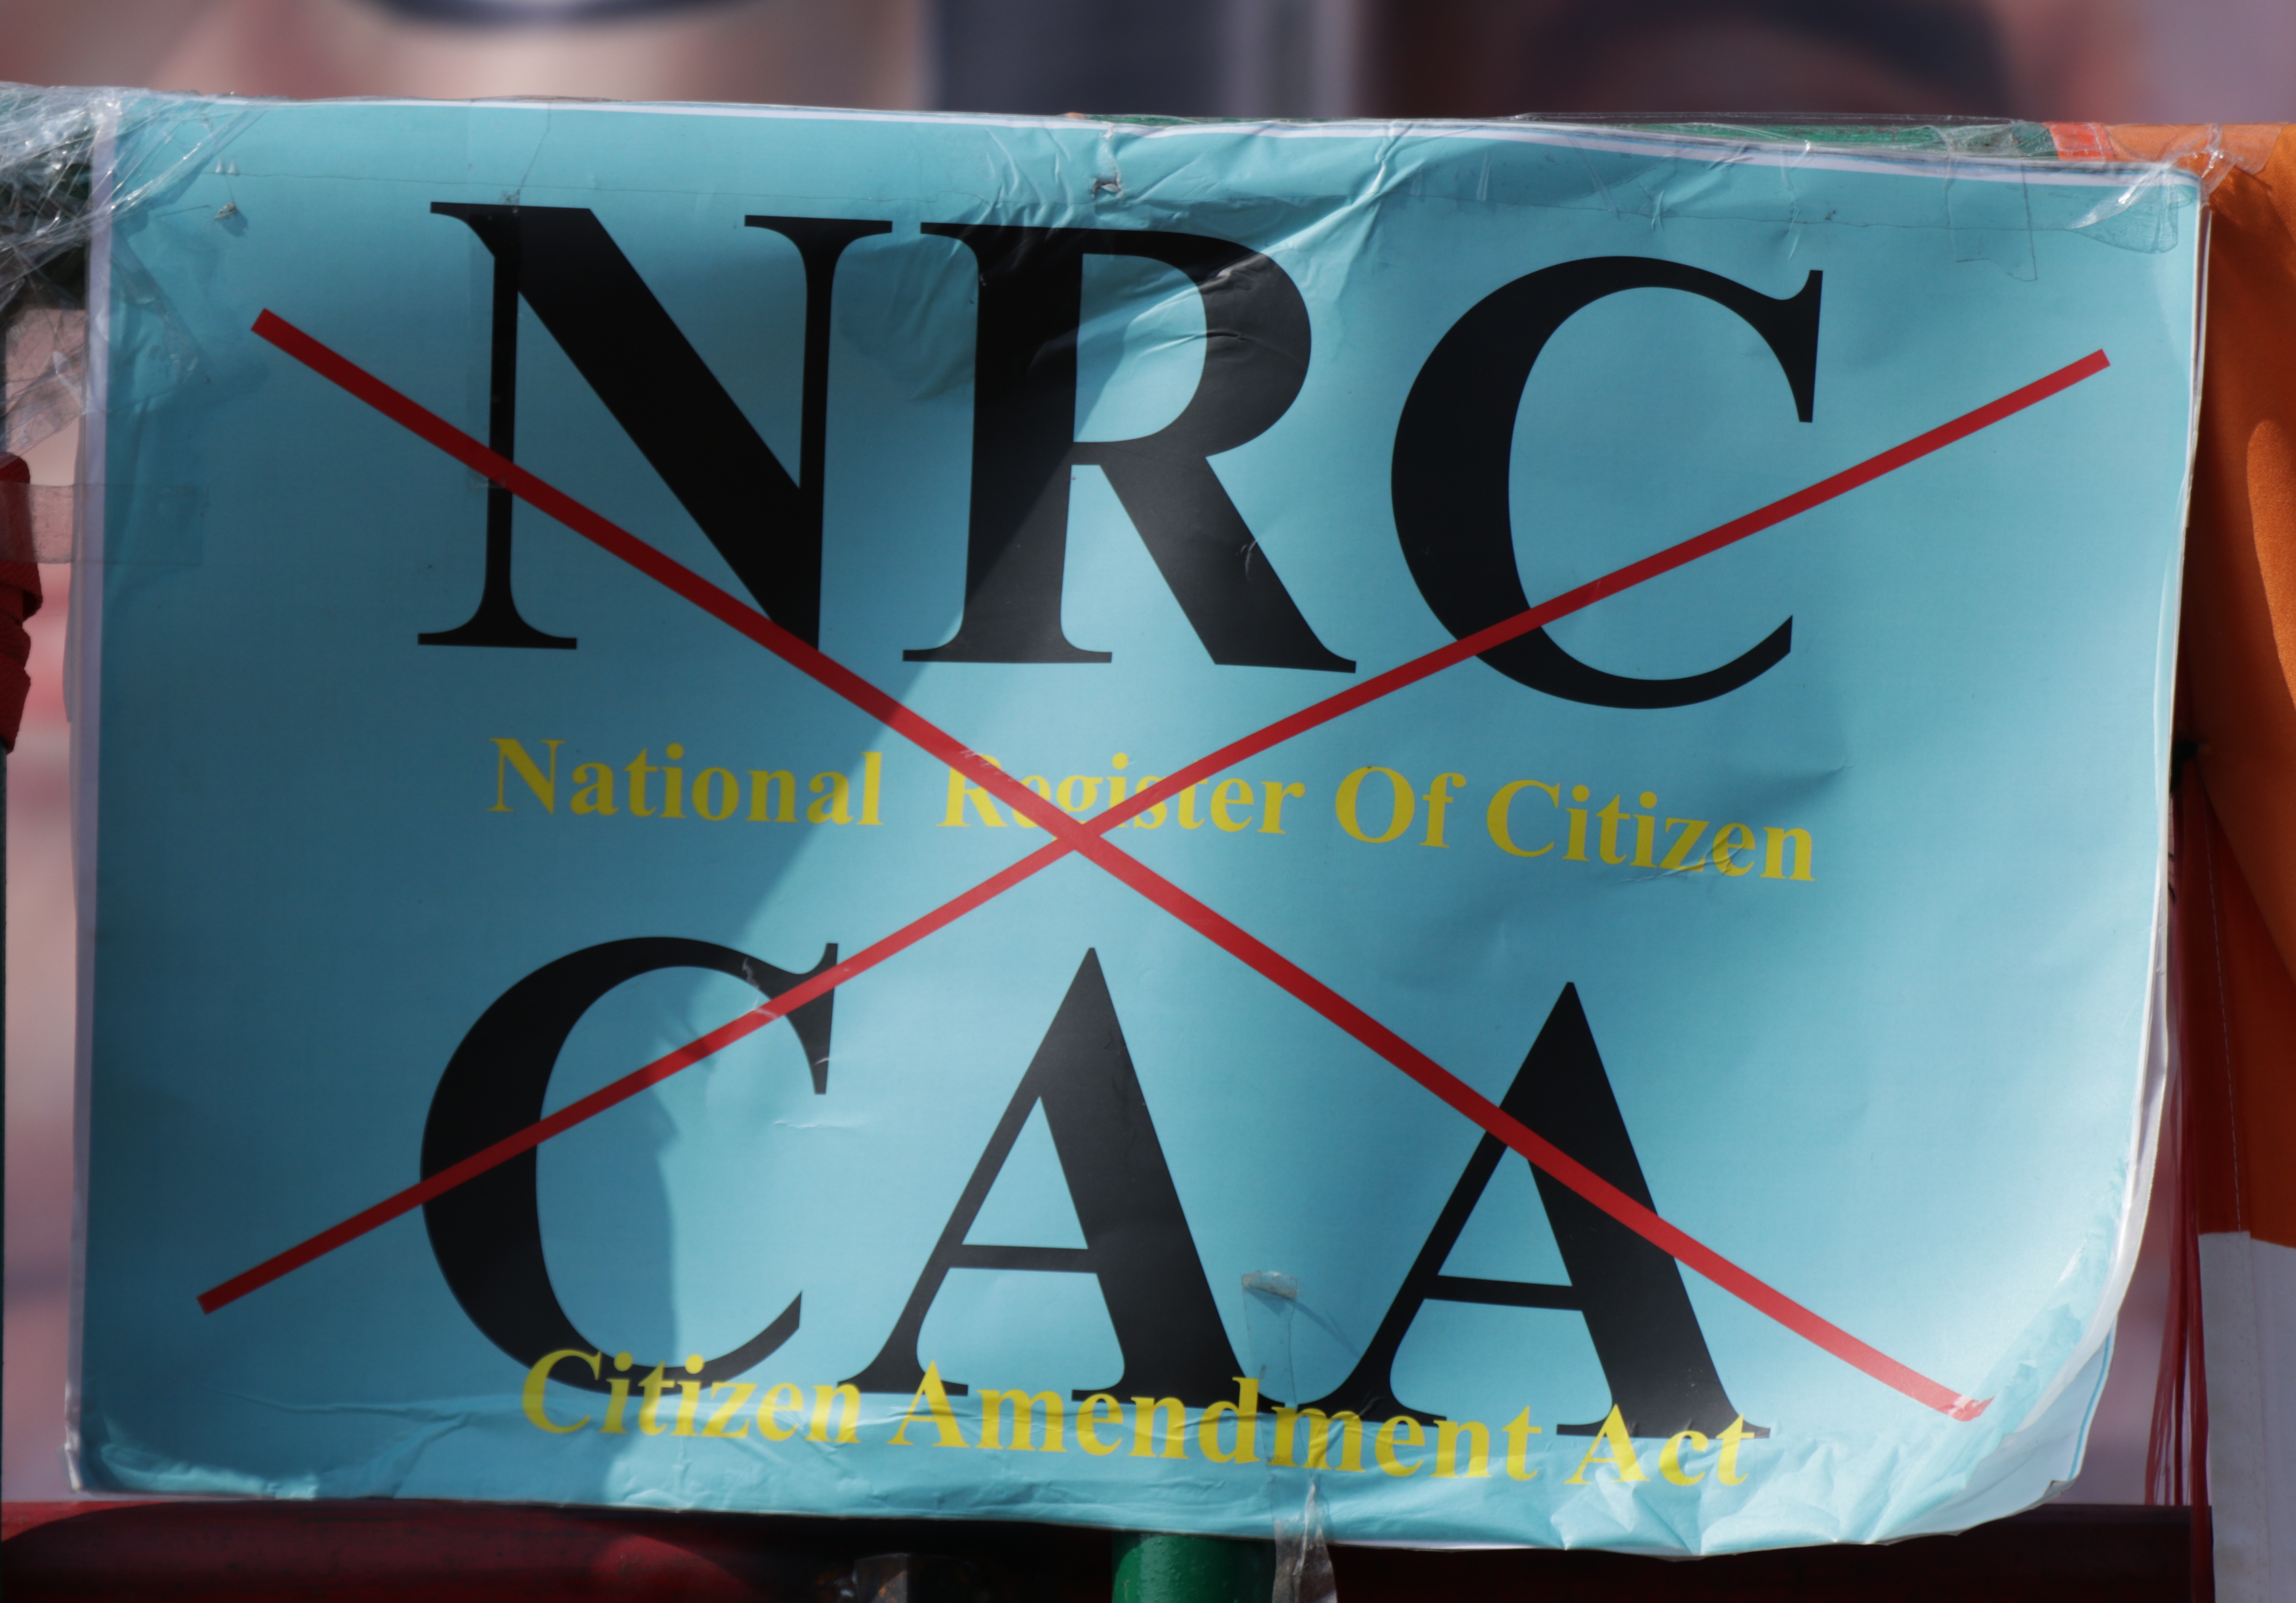 NRC
National Register Of Citizen
CAA
Citizen Amendment Act